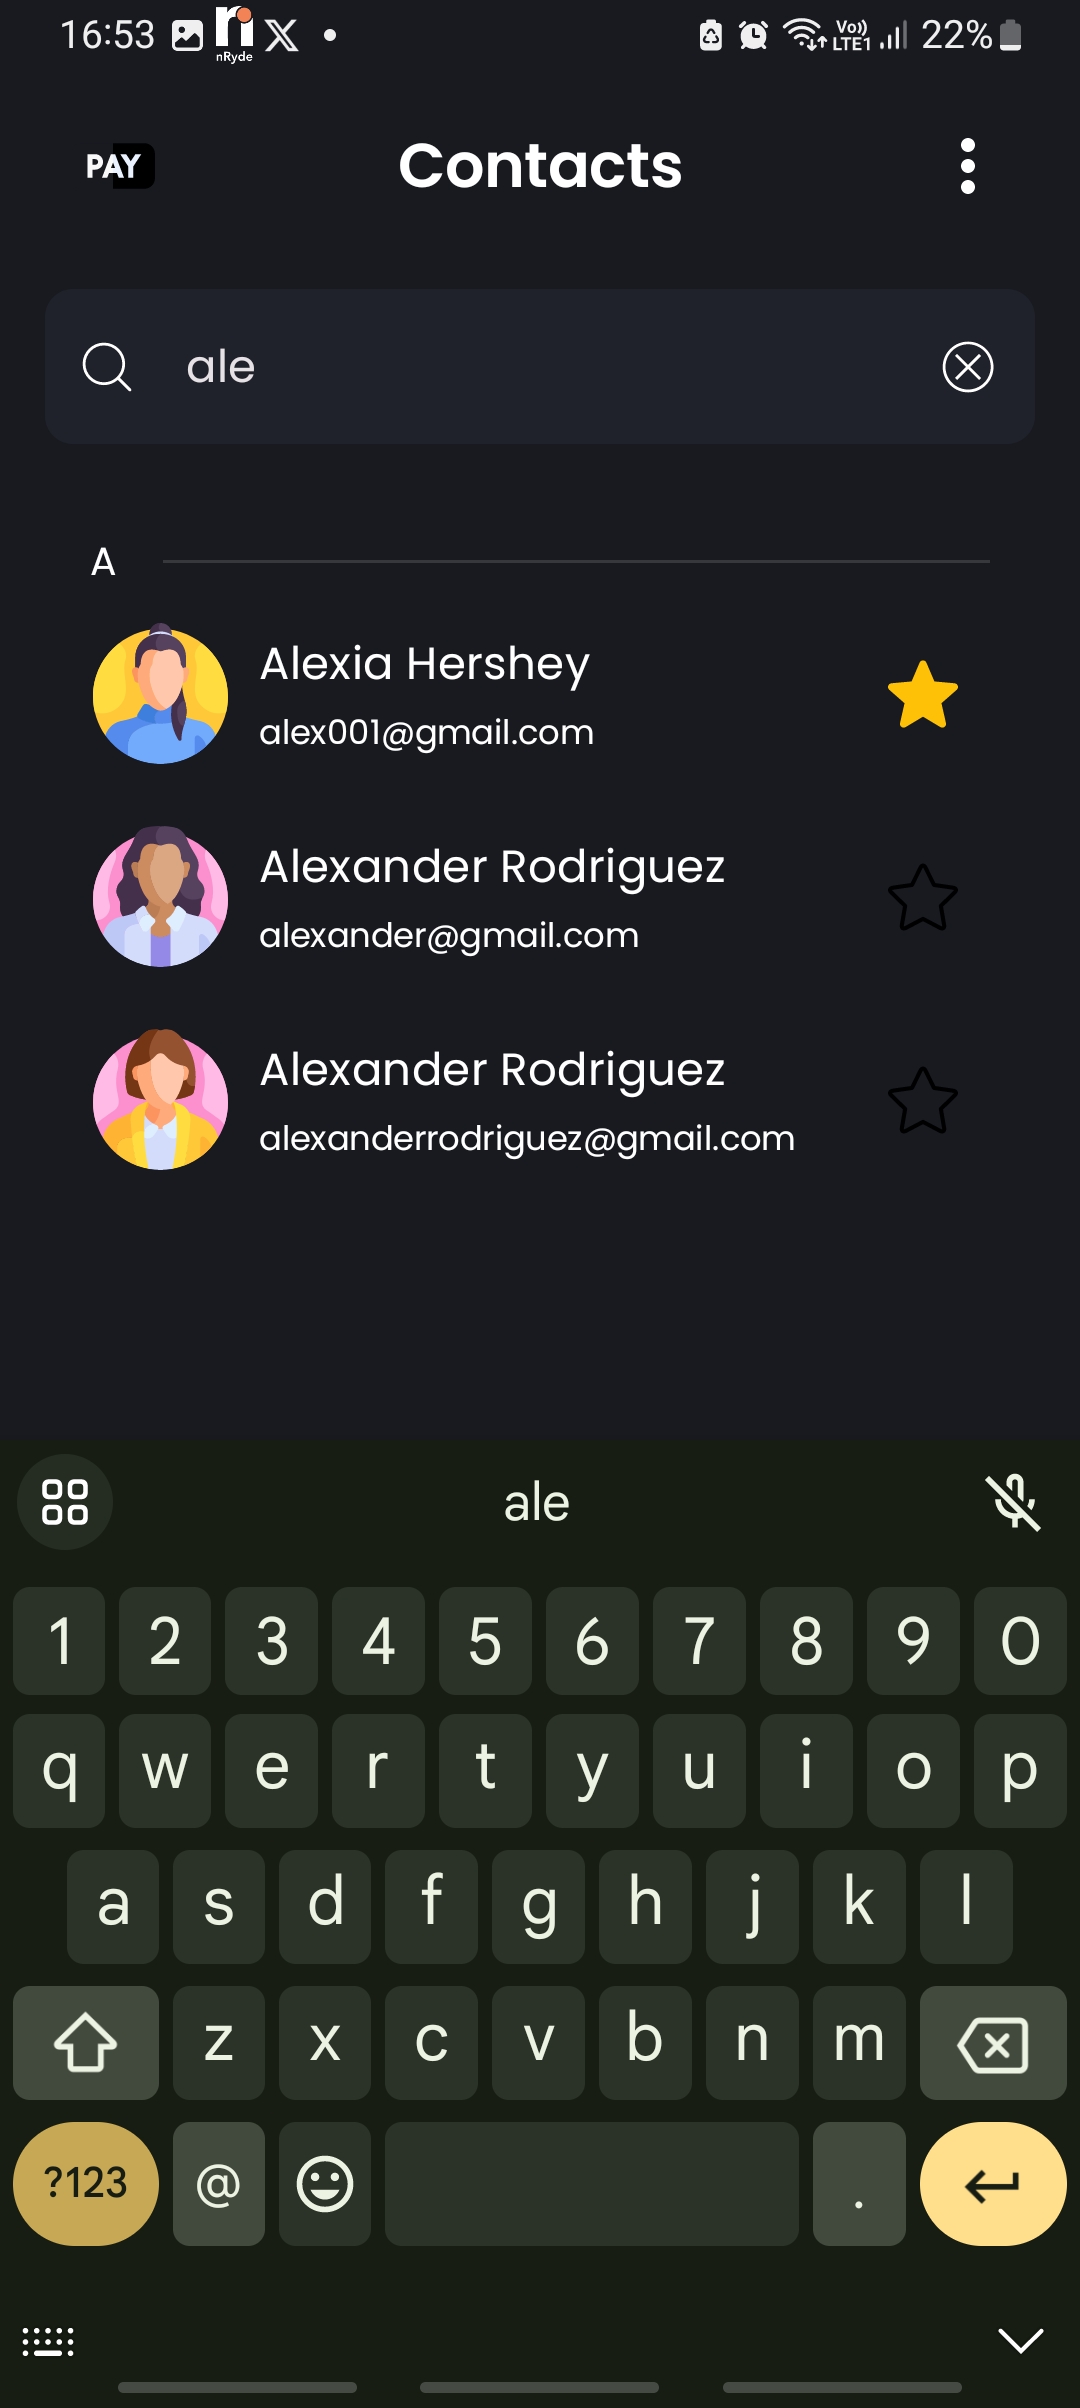 16:53
nRyde
Vo))
LTE1
22%
PAY
Contacts
ale
A
Alexia Hershey
alex001@gmail.com
Alexander Rodriguez
alexander@gmail.com
Alexander Rodriguez
alexanderrodriguez@gmail.com
ale
1 2 3 4 5 6 7 8 9 0
q w e r t y u i o p
a s d f g h j k l
z x c v b n m
?123 @ .